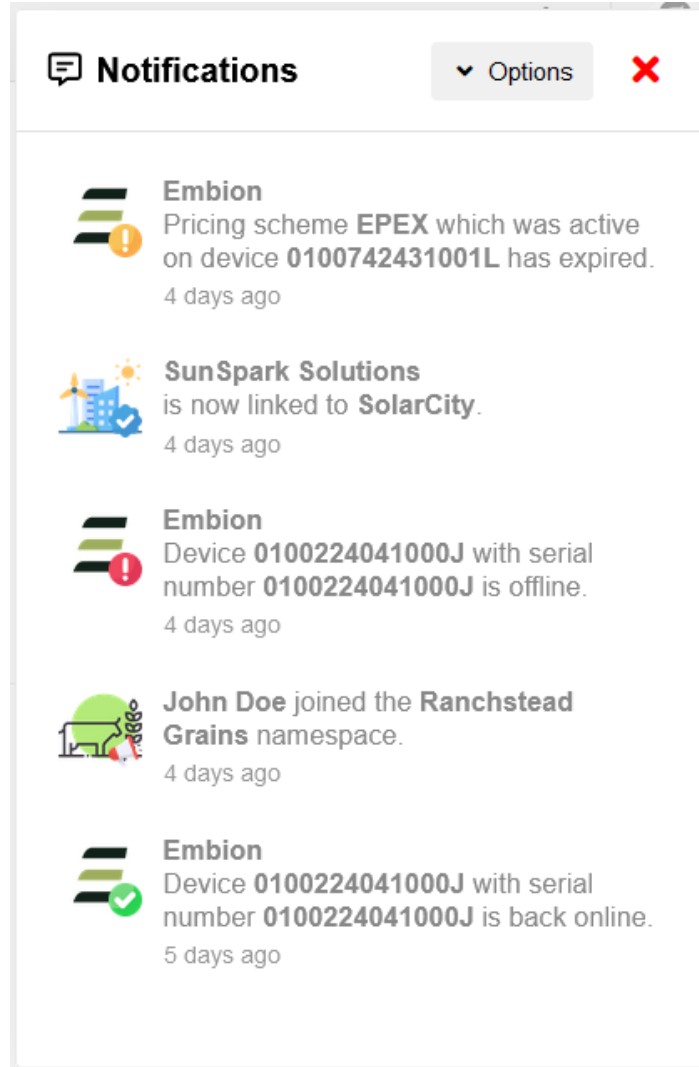 Notifications
Options
Embion
Pricing scheme EPEX which was active
on device 0100742431001L has expired.
4 days ago
SunSpark Solutions
is now linked to SolarCity.
4 days ago
Embion
Device 0100224041000J with serial
number 0100224041000J is offline.
4 days ago
John Doe joined the Ranchstead
Grains namespace.
4 days ago
Embion
Device 0100224041000J with serial
number 0100224041000J is back online.
5 days ago